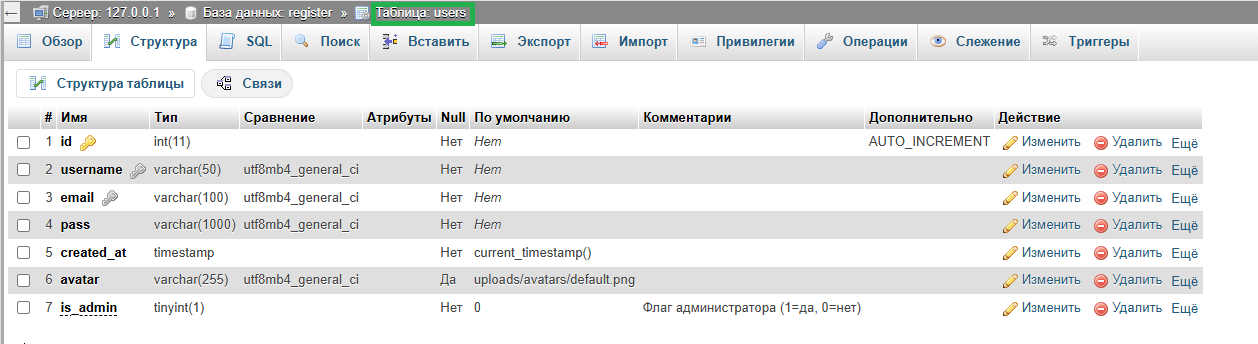 Сервер: 127.0.0.1 » База данных: register » Таблица: users
Обзор Структура SQL Поиск Вставить Экспорт Импорт Привилегии Операции Слежение Триггеры
Структура таблицы Связи
# Имя Тип Сравнение Атрибуты Null По умолчанию Комментарии Дополнительно Действие
1 id int(11) Нет Нет AUTO_INCREMENT Изменить Удалить Ещё
2 username varchar(50) utf8mb4_general_ci Нет Нет Изменить Удалить Ещё
3 email varchar(100) utf8mb4_general_ci Нет Нет Изменить Удалить Ещё
4 pass varchar(1000) utf8mb4_general_ci Нет Нет Изменить Удалить Ещё
5 created_at timestamp Нет current_timestamp() Изменить Удалить Ещё
6 avatar varchar(255) utf8mb4_general_ci Да uploads/avatars/default.png Изменить Удалить Ещё
7 is_admin tinyint(1) Нет 0 Флаг администратора (1=да, 0=нет) Изменить Удалить Ещё